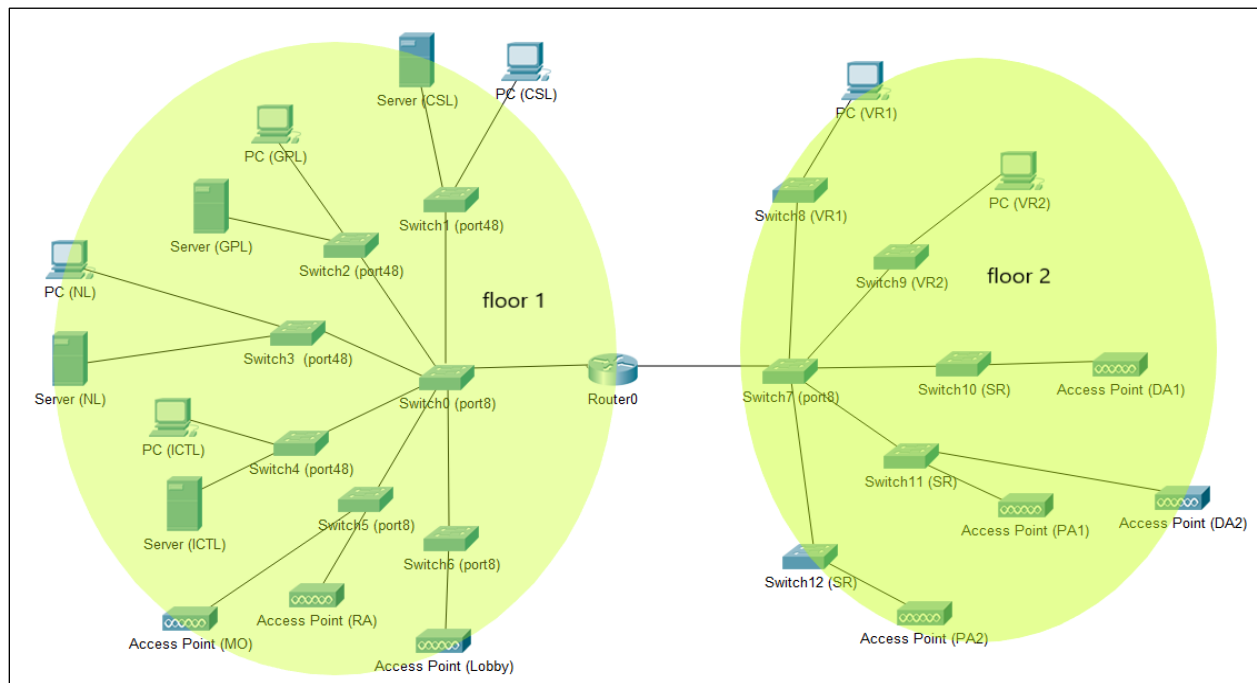 Server (CSL)
PC (CSL)
PC (GPL)
Switch1 (port48)
Server (GPL)
Switch2 (port48)
PC (NL)
floor 1
Switch3 (port48)
Server (NL)
Switch0 (port8)
PC (ICTL)
Switch4 (port48)
Server (ICTL)
Switch5 (port8)
Switch6 (port8)
Access Point (RA)
Access Point (MO)
Access Point (Lobby)
Router0
PC (VR1)
Switch8 (VR1)
PC (VR2)
Switch9 (VR2)
floor 2
Switch7 (port8)
Switch10 (SR)
Access Point (DA1)
Switch11 (SR)
Access Point (PA1)
Access Point (DA2)
Switch12 (SR)
Access Point (PA2)